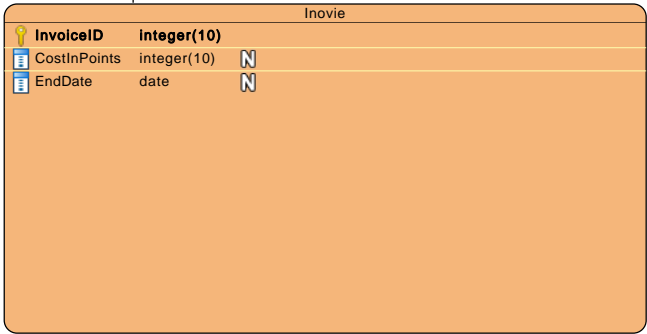 Inovie
InvoiceID integer(10)
CostInPoints integer(10) N
EndDate date N